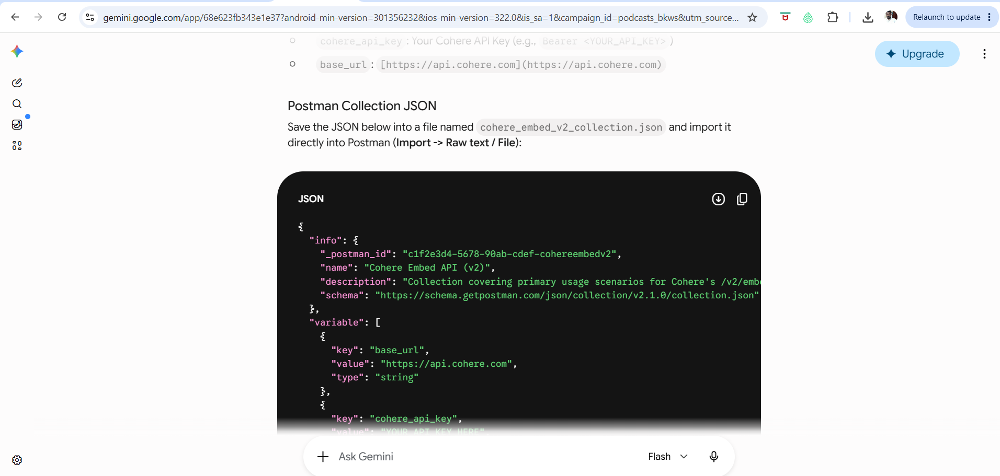 gemini.google.com/app/68e623fb343e1e37?android-min-version=301356232&ios-min-version=322.0&is_sa=1&campaign_id=podcasts_bkws&utm_source...
Relaunch to update
cohere_api_key : Your Cohere API Key (e.g., Bearer <YOUR_API_KEY> )
Upgrade
base_url : [https://api.cohere.com](https://api.cohere.com)
Postman Collection JSON
Save the JSON below into a file named cohere_embed_v2_collection.json and import it
directly into Postman (Import -> Raw text / File):
JSON
{
"info": {
"_postman_id": "c1f2e3d4-5678-90ab-cdef-cohereembedv2",
"name": "Cohere Embed API (v2)",
"description": "Collection covering primary usage scenarios for Cohere's /v2/embe
"schema": "https://schema.getpostman.com/json/collection/v2.1.0/collection.json"
},
"variable": [
{
"key": "base_url",
"value": "https://api.cohere.com",
"type": "string"
},
{
"key": "cohere_api_key",
"value": "YOUR_API_KEY_HERE",
Ask Gemini
Flash